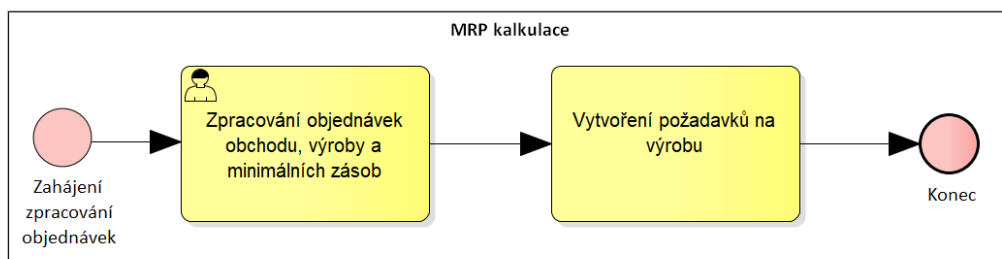 MRP kalkulace
Zahájení
zpracování
objednávek
Zpracování objednávek
obchodu, výroby a
minimálních zásob
Vytvoření požadavků na
výrobu
Konec